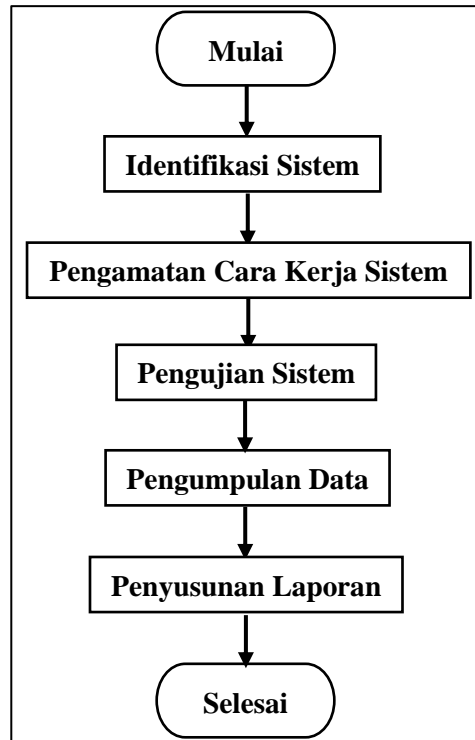 Mulai
Identifikasi Sistem
Pengamatan Cara Kerja Sistem
Pengujian Sistem
Pengumpulan Data
Penyusunan Laporan
Selesai